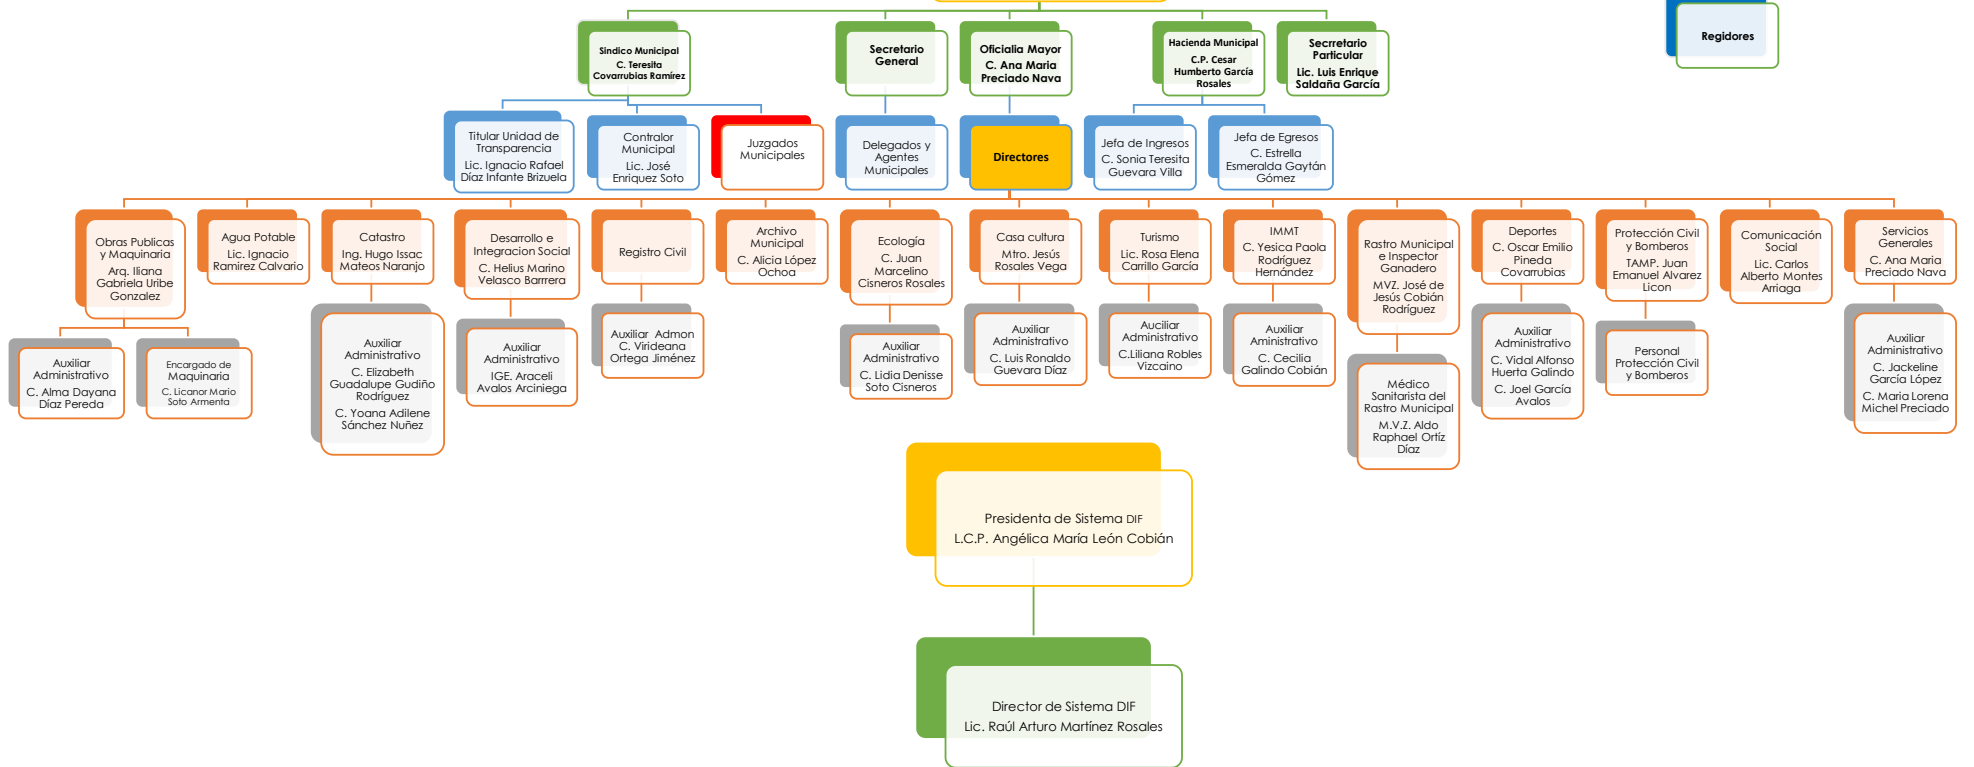 Regidores
Sindico Municipal
C. Teresita
Covarrubias Ramírez
Secretario
General
Oficialia Mayor
C. Ana Maria
Preciado Nava
Hacienda Municipal
C.P. Cesar
Humberto García
Rosales
Secrretario
Particular
Lic. Luis Enrique
Saldaña García
Titular Unidad de
Transparencia
Lic. Ignacio Rafael
Díaz Infante Brizuela
Contralor
Municipal
Lic. José
Enriquez Soto
Juzgados
Municipales
Delegados y
Agentes
Municipales
Directores
Jefa de Ingresos
C. Sonia Teresita
Guevara Villa
Jefa de Egresos
C. Estrella
Esmeralda Gaytán
Gómez
Obras Publicas
y Maquinaria
Arq. Iliana
Gabriela Uribe
Gonzalez
Agua Potable
Lic. Ignacio
Ramirez Calvario
Catastro
Ing. Hugo Issac
Mateos Naranjo
Desarrollo e
Integracion Social
C. Helius Marino
Velasco Barrrera
Registro Civil
Archivo
Municipal
C. Alicia López
Ochoa
Ecología
C. Juan
Marcelino
Cisneros Rosales
Casa cultura
Mtro. Jesús
Rosales Vega
Turismo
Lic. Rosa Elena
Carrillo García
IMMT
C. Yesica Paola
Rodríguez
Hernández
Rastro Municipal
e Inspector
Ganadero
MVZ. José de
Jesús Cobián
Rodríguez
Deportes
C. Oscar Emilio
Pineda
Covarrubias
Protección Civil
y Bomberos
TAMP. Juan
Emanuel Alvarez
Licon
Comunicación
Social
Lic. Carlos
Alberto Montes
Arriaga
Servicios
Generales
C. Ana Maria
Preciado Nava
Auxiliar
Administrativo
C. Alma Dayana
Díaz Pereda
Encargado de
Maquinaria
C. Licanor Mario
Soto Armenta
Auxiliar
Administrativo
C. Elizabeth
Guadalupe Gudiño
Rodríguez
C. Yoana Adilene
Sánchez Nuñez
Auxiliar
Administrativo
IGE. Araceli
Avalos Arciniega
Auxiliar  Admon
C. Virideana
Ortega Jiménez
Auxiliar
Administrativo
C. Lidia Denisse
Soto Cisneros
Auxiliar
Administrativo
C. Luis Ronaldo
Guevara Díaz
Auciliar
Administrativo
C.Liliana Robles
Vizcaino
Auxiliar
Aministrativo
C. Cecilia
Galindo Cobián
Médico
Sanitarista del
Rastro Municipal
M.V.Z. Aldo
Raphael Ortíz
Díaz
Auxiliar
Administrativo
C. Vidal Alfonso
Huerta Galindo
C. Joel García
Avalos
Personal
Protección Civil
y Bomberos
Auxiliar
Administrativo
C. Jackeline
García López
C. Maria Lorena
Michel Preciado
Presidenta de Sistema DIF
L.C.P. Angélica María León Cobián
Director de Sistema DIF
Lic. Raúl Arturo Martínez Rosales